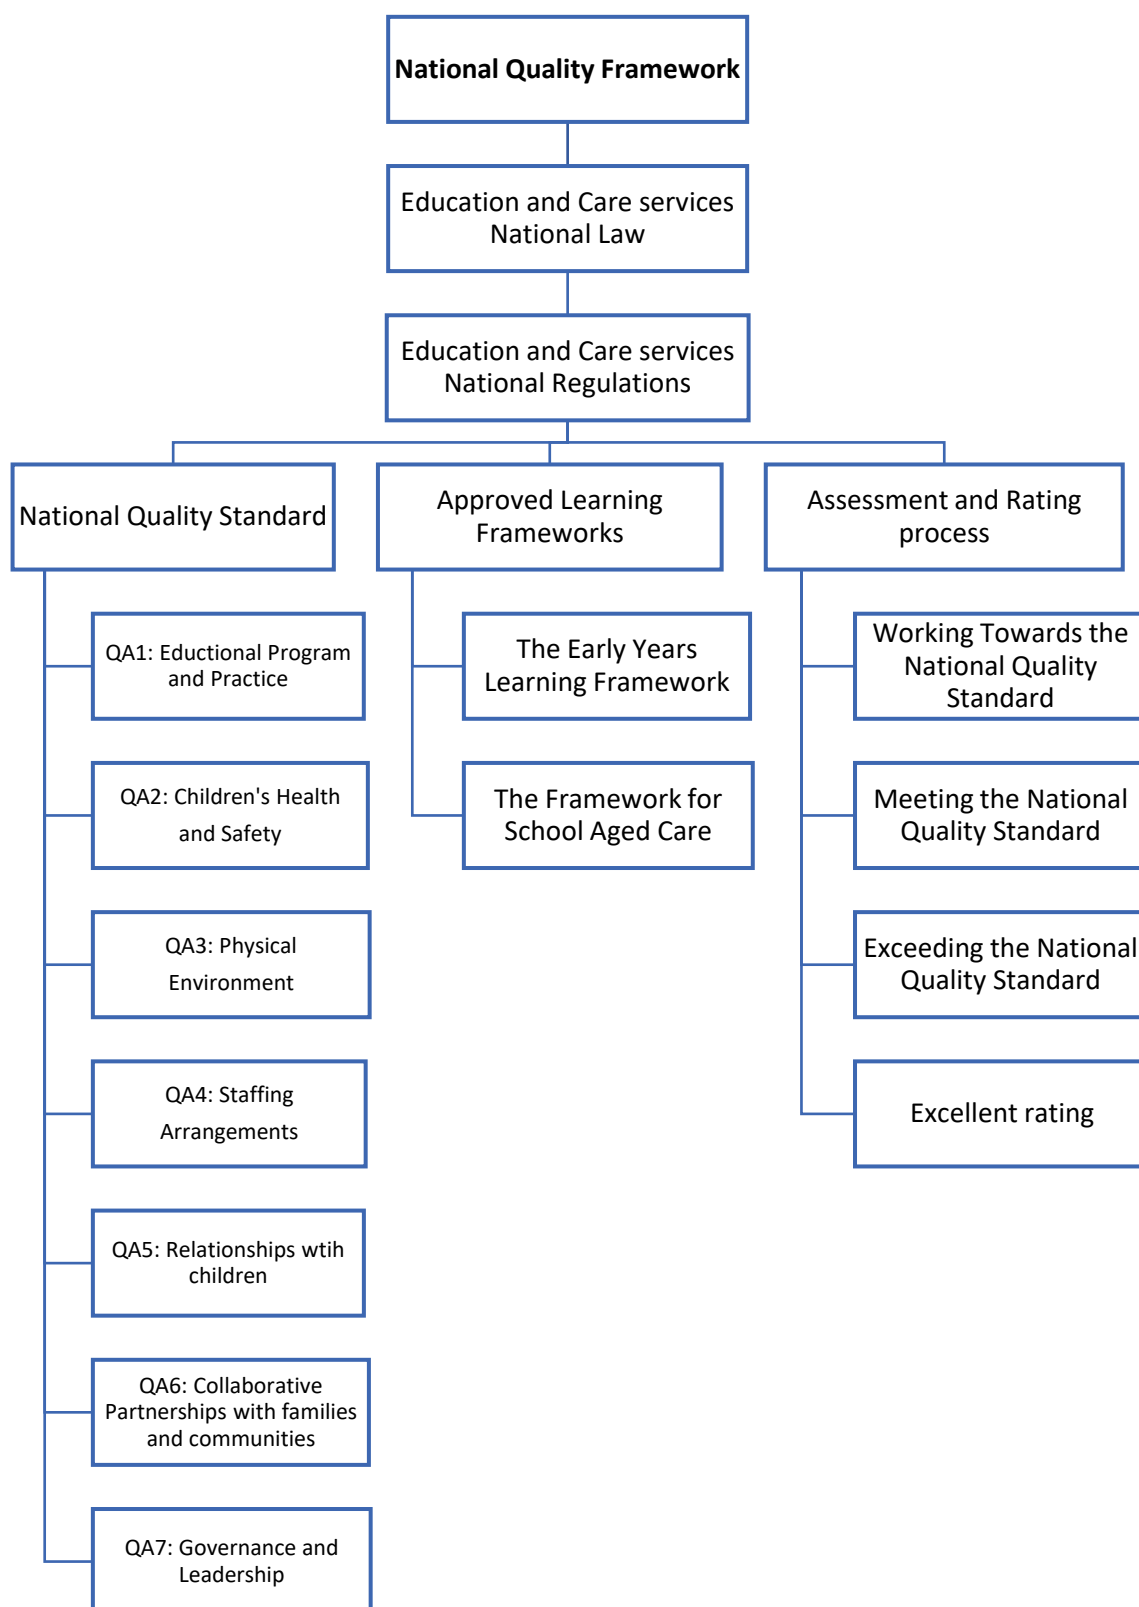 National Quality Framework
Education and Care services
National Law
Education and Care services
National Regulations
National Quality Standard
QA1: Eductional Program
and Practice
QA2: Children's Health
and Safety
QA3: Physical
Environment
QA4: Staffing
Arrangements
QA5: Relationships wtih
children
QA6: Collaborative
Partnerships with families
and communities
QA7: Governance and
Leadership
Approved Learning
Frameworks
The Early Years
Learning Framework
The Framework for
School Aged Care
Assessment and Rating
process
Working Towards the
National Quality
Standard
Meeting the National
Quality Standard
Exceeding the National
Quality Standard
Excellent rating